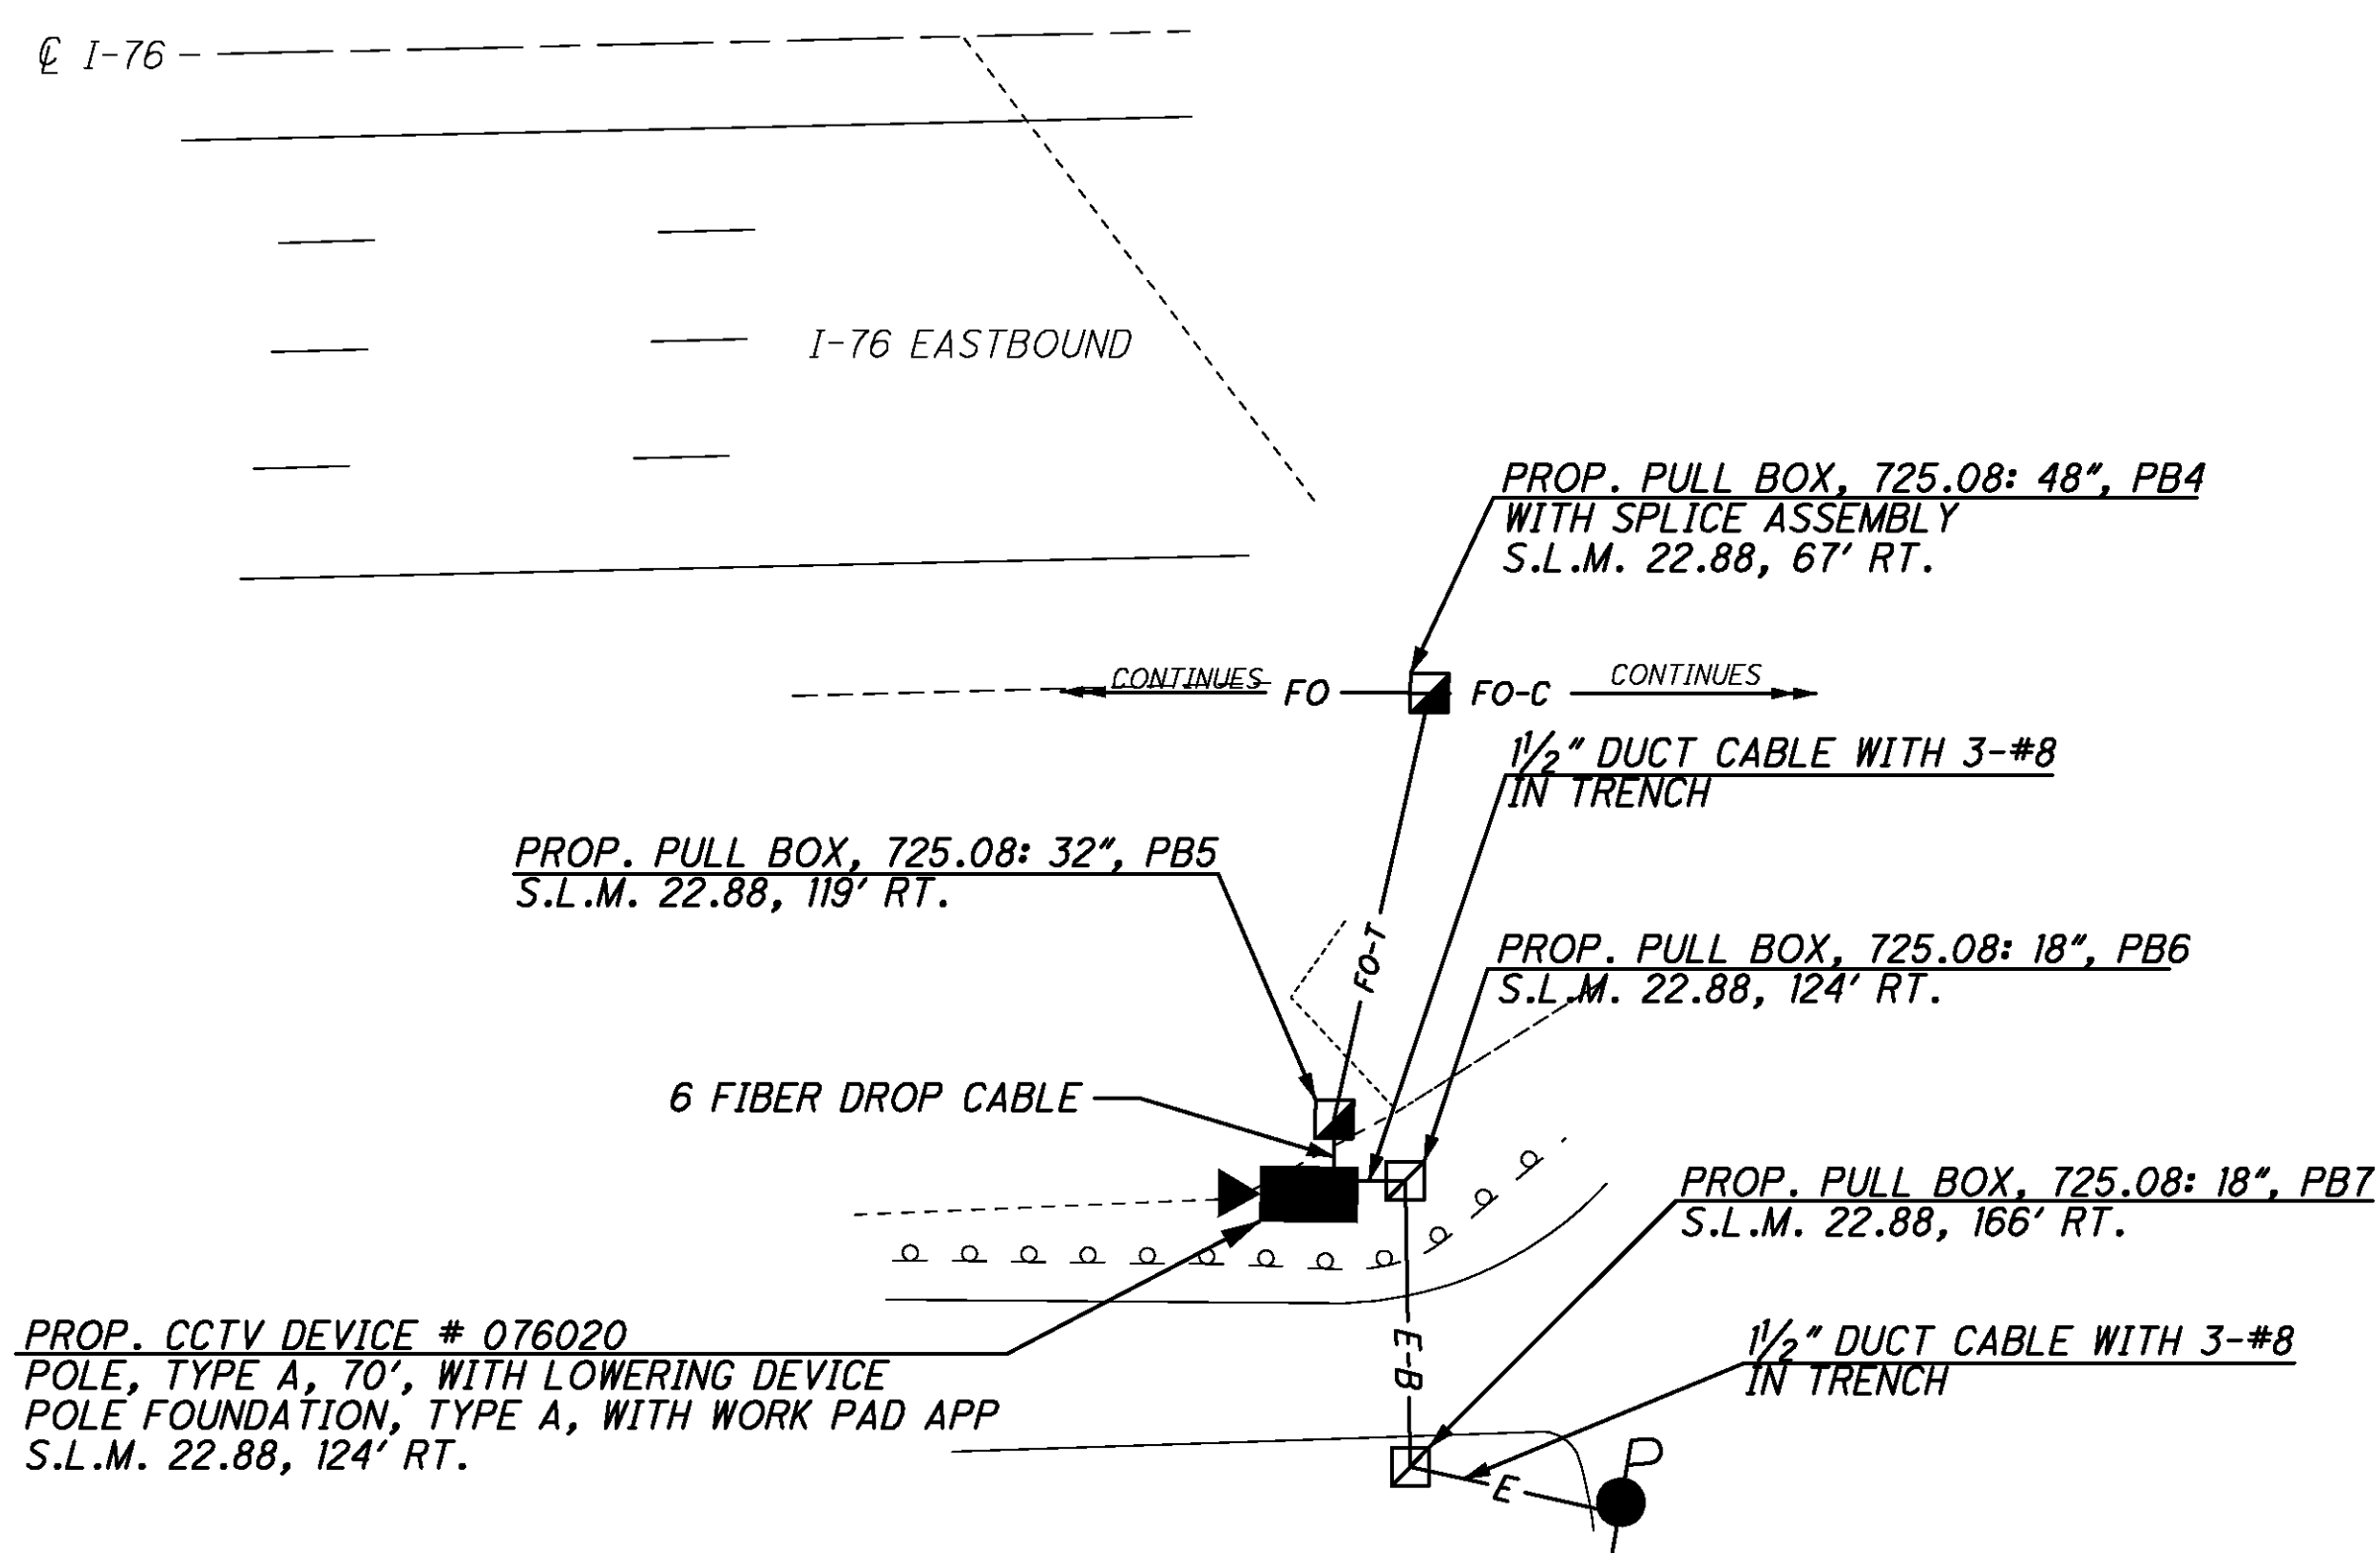 ℄ I-76
I-76 EASTBOUND
PROP. PULL BOX, 725.08: 48", PB4
WITH SPLICE ASSEMBLY
S.L.M. 22.88, 67' RT.
CONTINUES
FO
FO-C
CONTINUES
1½" DUCT CABLE WITH 3-#8
IN TRENCH
PROP. PULL BOX, 725.08: 32", PB5
S.L.M. 22.88, 119' RT.
FO-T
PROP. PULL BOX, 725.08: 18", PB6
S.L.M. 22.88, 124' RT.
6 FIBER DROP CABLE
PROP. PULL BOX, 725.08: 18", PB7
S.L.M. 22.88, 166' RT.
PROP. CCTV DEVICE # 076020
POLE, TYPE A, 70', WITH LOWERING DEVICE
POLE FOUNDATION, TYPE A, WITH WORK PAD APP
S.L.M. 22.88, 124' RT.
E-B
1½" DUCT CABLE WITH 3-#8
IN TRENCH
E
P